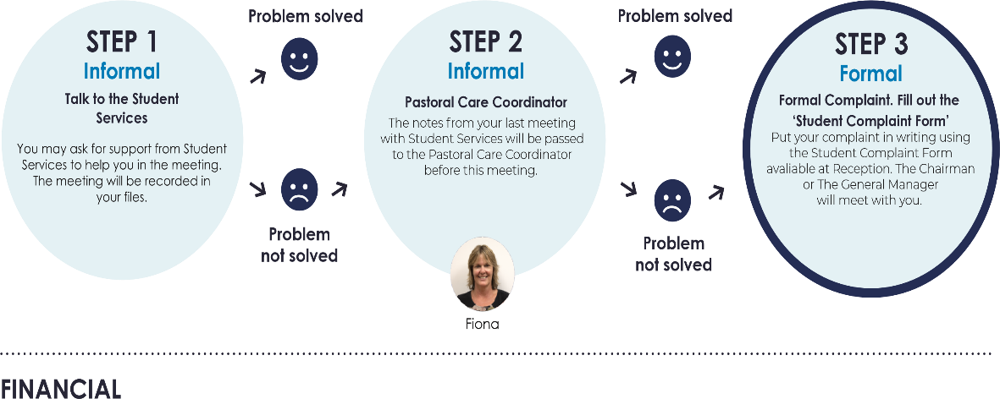 STEP 1
Informal
Talk to the Student
Services
You may ask for support from Student
Services to help you in the meeting.
The meeting will be recorded in
your files.
Problem solved
Problem
not solved
STEP 2
Informal
Pastoral Care Coordinator
The notes from your last meeting
with Student Services will be passed
to the Pastoral Care Coordinator
before this meeting.
Fiona
Problem solved
Problem
not solved
STEP 3
Formal
Formal Complaint. Fill out the
‘Student Complaint Form’
Put your complaint in writing using
the Student Complaint Form
avaliable at Reception. The Chairman
or The General Manager
will meet with you.
FINANCIAL